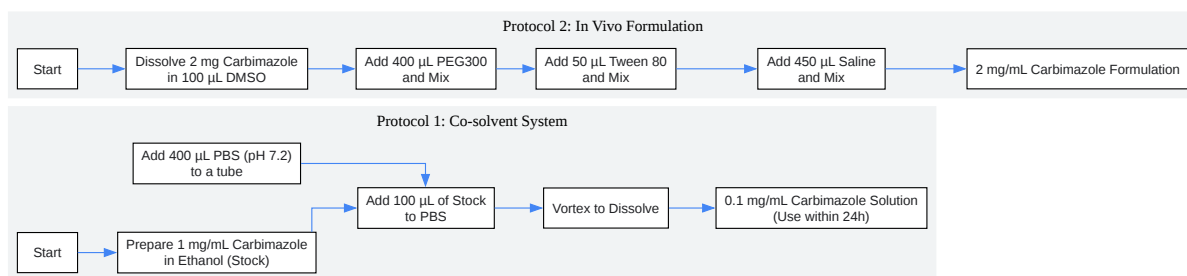 Protocol 2: In Vivo Formulation
Start
Dissolve 2 mg Carbimazole
in 100 µL DMSO
Add 400 µL PEG300
and Mix
Add 50 µL Tween 80
and Mix
Add 450 µL Saline
and Mix
2 mg/mL Carbimazole Formulation
Protocol 1: Co-solvent System
Add 400 µL PBS (pH 7.2)
to a tube
Start
Prepare 1 mg/mL Carbimazole
in Ethanol (Stock)
Add 100 µL of Stock
to PBS
Vortex to Dissolve
0.1 mg/mL Carbimazole Solution
(Use within 24h)